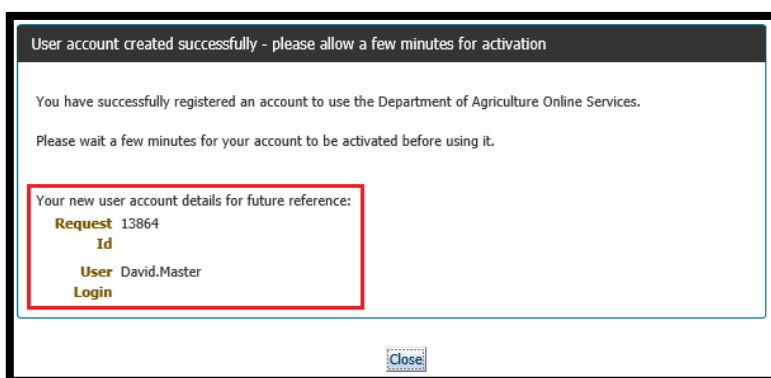 User account created successfully - please allow a few minutes for activation
You have successfully registered an account to use the Department of Agriculture Online Services.
Please wait a few minutes for your account to be activated before using it.
Your new user account details for future reference:
Request 13864
Id
User David.Master
Login
Close